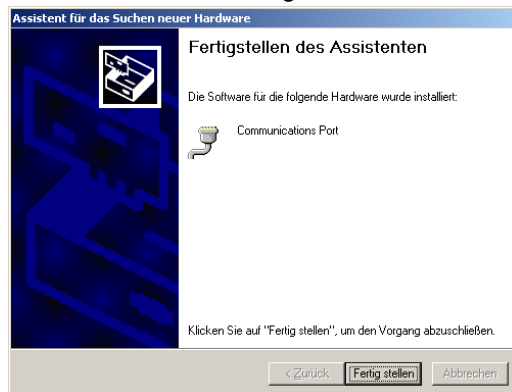 Assistent für das Suchen neuer Hardware
Fertigstellen des Assistenten
Die Software für die folgende Hardware wurde installiert:
Communications Port
Klicken Sie auf "Fertig stellen", um den Vorgang abzuschließen.
< Zurück Fertig stellen Abbrechen